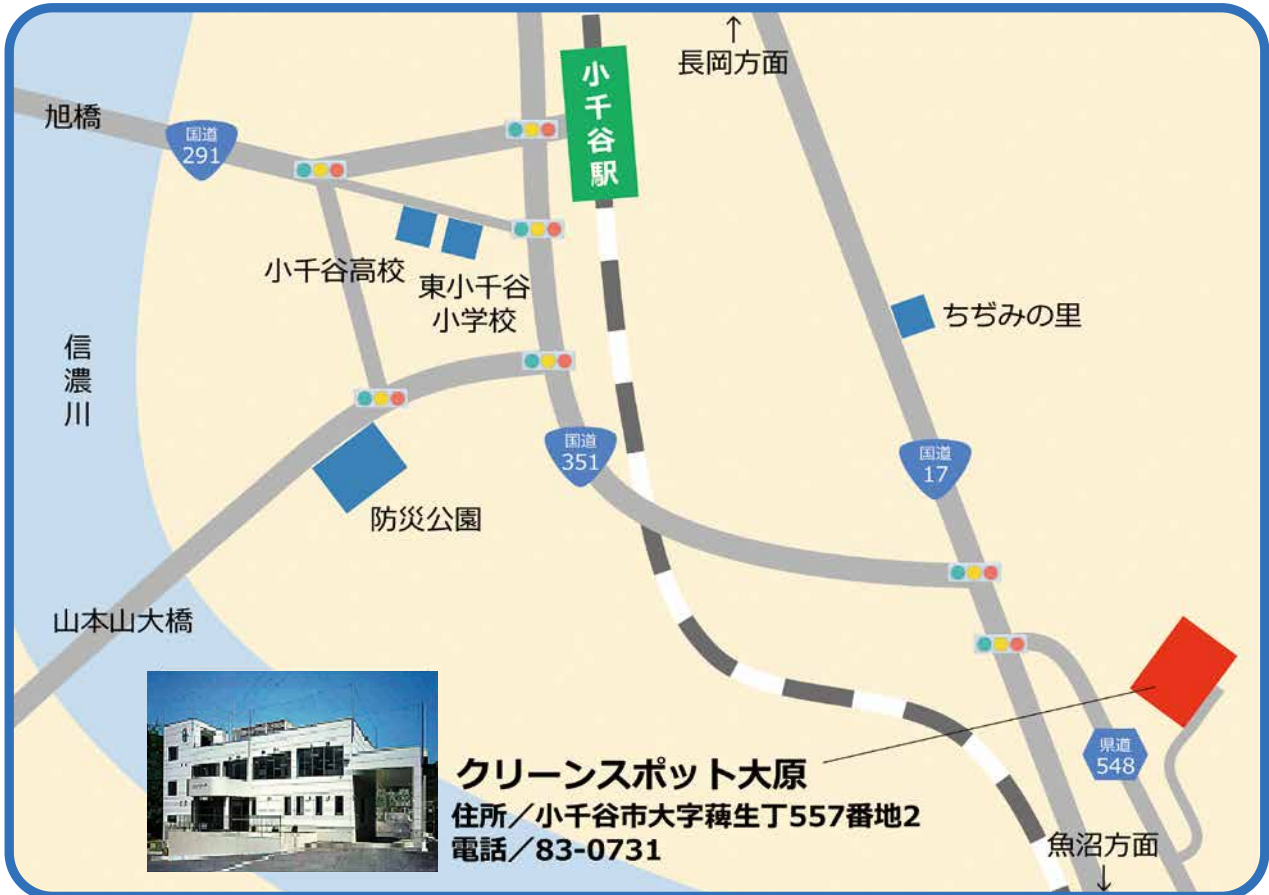 ↑
長岡方面
小千谷駅
旭橋
国道
291
小千谷高校
東小千谷
小学校
ちぢみの里
信濃川
国道
351
国道
17
防災公園
山本山大橋
クリーンスポット大原
住所／小千谷市大字薭生丁557番地2
電話／83-0731
県道
548
魚沼方面
↓